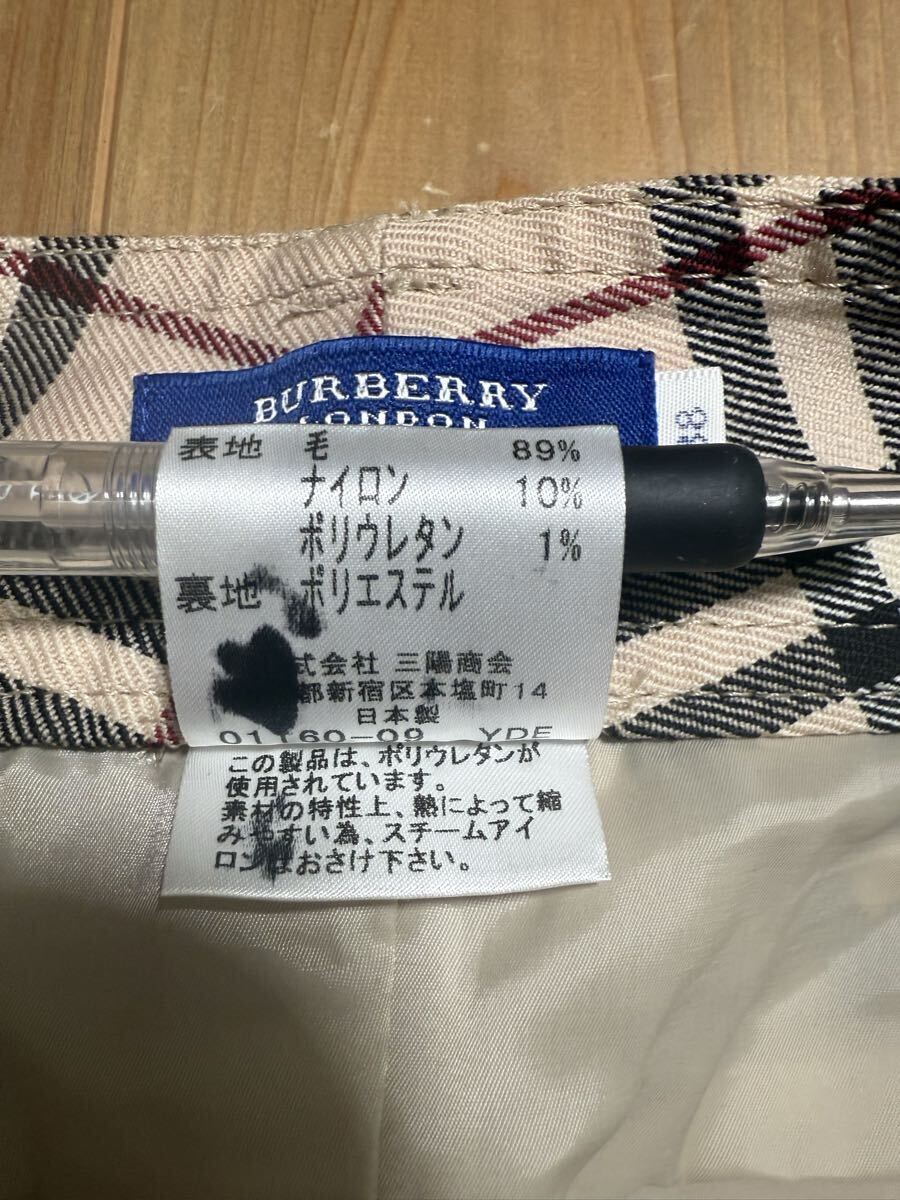 BURBERRY
LONDON
38
表地 毛 89%
ナイロン 10%
ポリウレタン 1%
裏地 ポリエステル
式会社 三陽商会
都新宿区本塩町14
日本製
01160-09 YDE
この製品は、ポリウレタンが
使用されています。
素材の特性上、熱によって縮
みやすい為、スチームアイ
ロンはおさけ下さい。